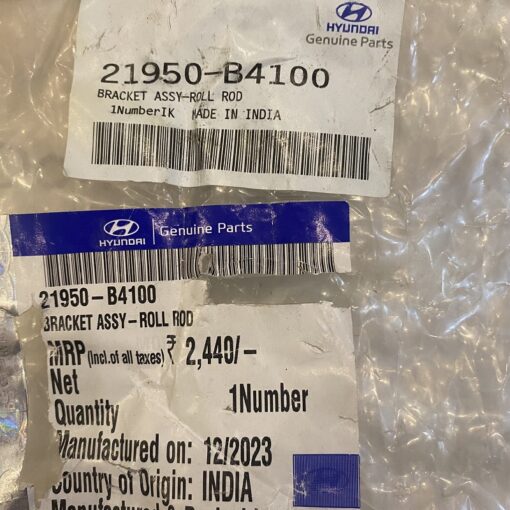 HYUNDAI
Genuine Parts
21950-B4100
BRACKET ASSY-ROLL ROD
1NumberIK MADE IN INDIA
HYUNDAI Genuine Parts
21950-B4100
BRACKET ASSY-ROLL ROD
MRP (Incl.of all taxes) ₹ 2,440/-
Net
Quantity 1Number
Manufactured on: 12/2023
Country of Origin: INDIA
Manufactured